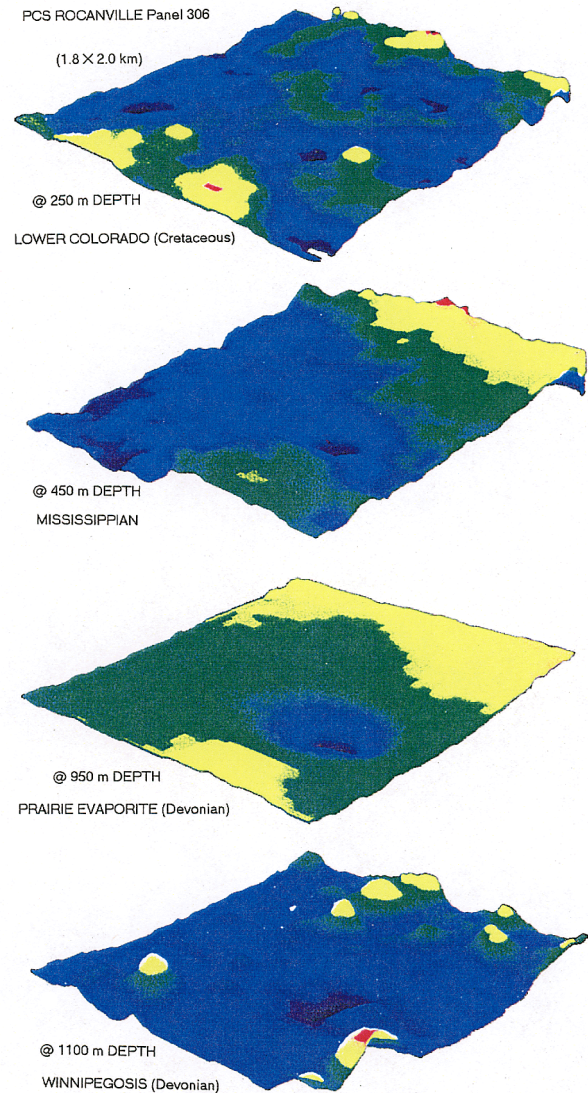 PCS ROCANVILLE Panel 306
(1.8 X 2.0 km)
@ 250 m DEPTH
LOWER COLORADO (Cretaceous)
@ 450 m DEPTH
MISSISSIPPIAN
@ 950 m DEPTH
PRAIRIE EVAPORITE (Devonian)
@ 1100 m DEPTH
WINNIPEGOSIS (Devonian)